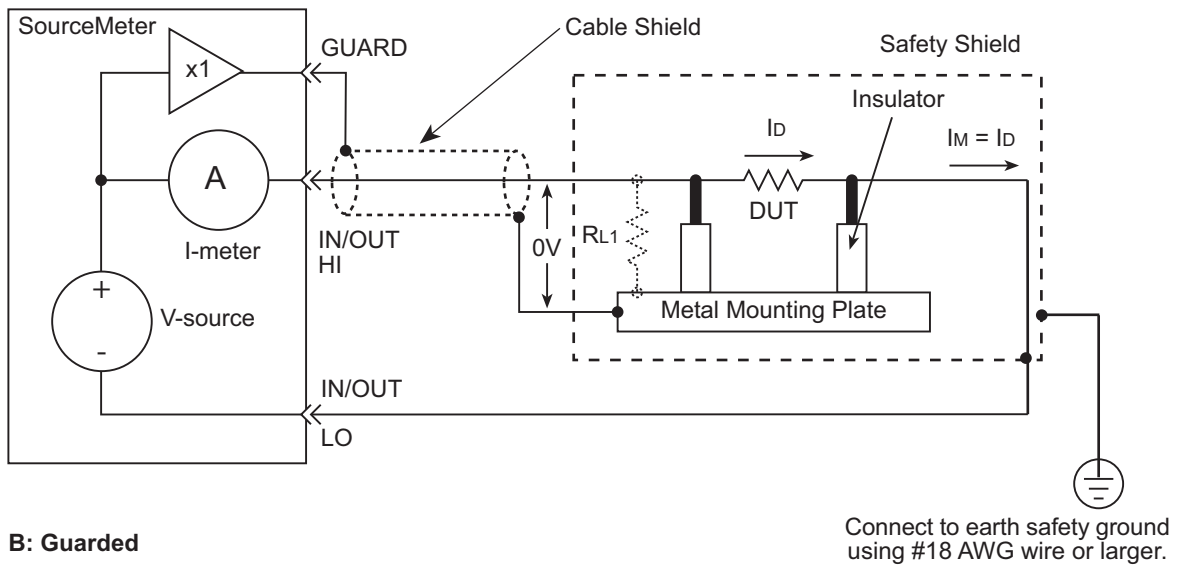 SourceMeter
Cable Shield
GUARD
Safety Shield
x1
Insulator
ID
IM = ID
A
DUT
I-meter
IN/OUT
HI
0V
RL1
+
V-source
Metal Mounting Plate
-
IN/OUT
LO
B: Guarded
Connect to earth safety ground
using #18 AWG wire or larger.